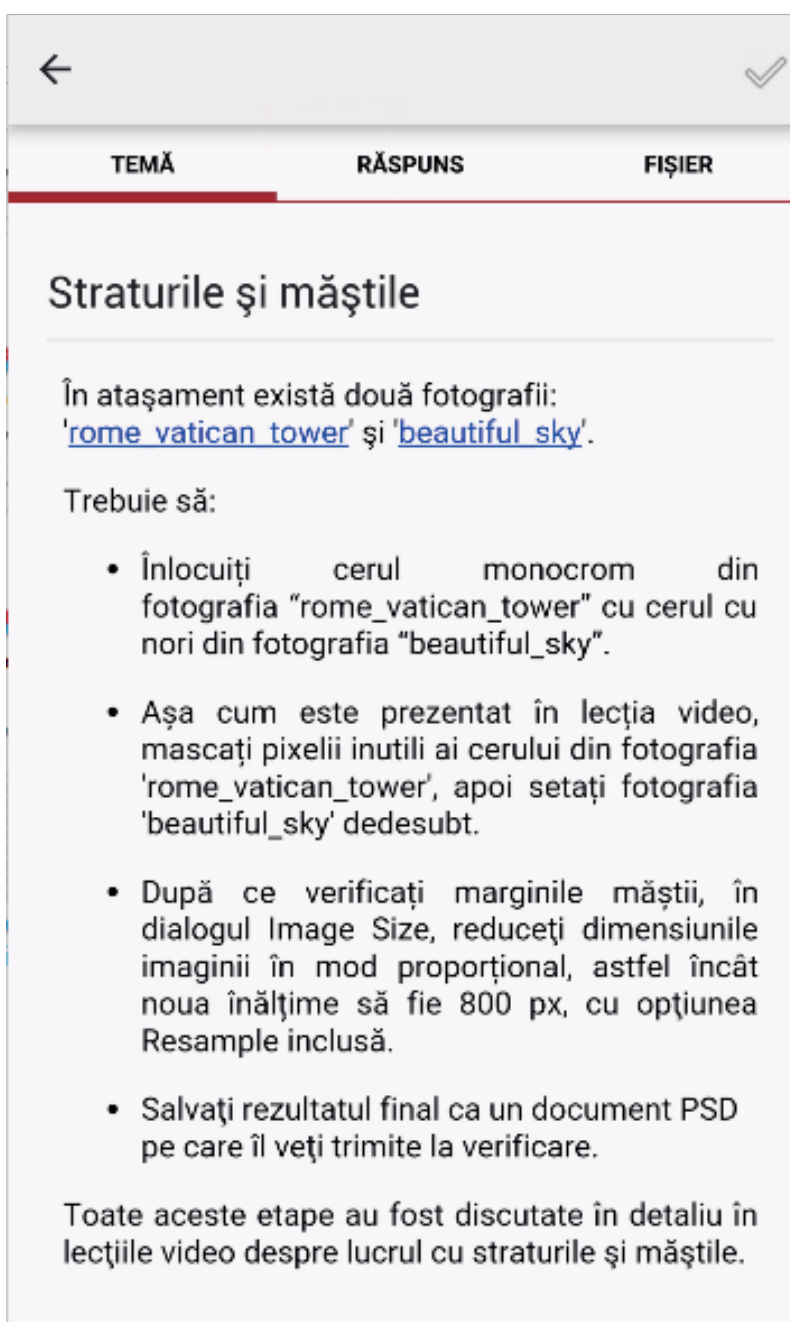 TEMĂ RĂSPUNS FIȘIER
Straturile şi măştile
În ataşament există două fotografii:
'rome_vatican_tower' şi 'beautiful_sky'.
Trebuie să:
• Înlocuiți cerul monocrom din
fotografia “rome_vatican_tower” cu cerul cu
nori din fotografia “beautiful_sky”.
• Așa cum este prezentat în lecția video,
mascați pixelii inutili ai cerului din fotografia
'rome_vatican_tower', apoi setați fotografia
'beautiful_sky' dedesubt.
• După ce verificați marginile măștii, în
dialogul Image Size, reduceţi dimensiunile
imaginii în mod proporțional, astfel încât
noua înălţime să fie 800 px, cu opţiunea
Resample inclusă.
• Salvaţi rezultatul final ca un document PSD
pe care îl veţi trimite la verificare.
Toate aceste etape au fost discutate în detaliu în
lecţiile video despre lucrul cu straturile şi măştile.